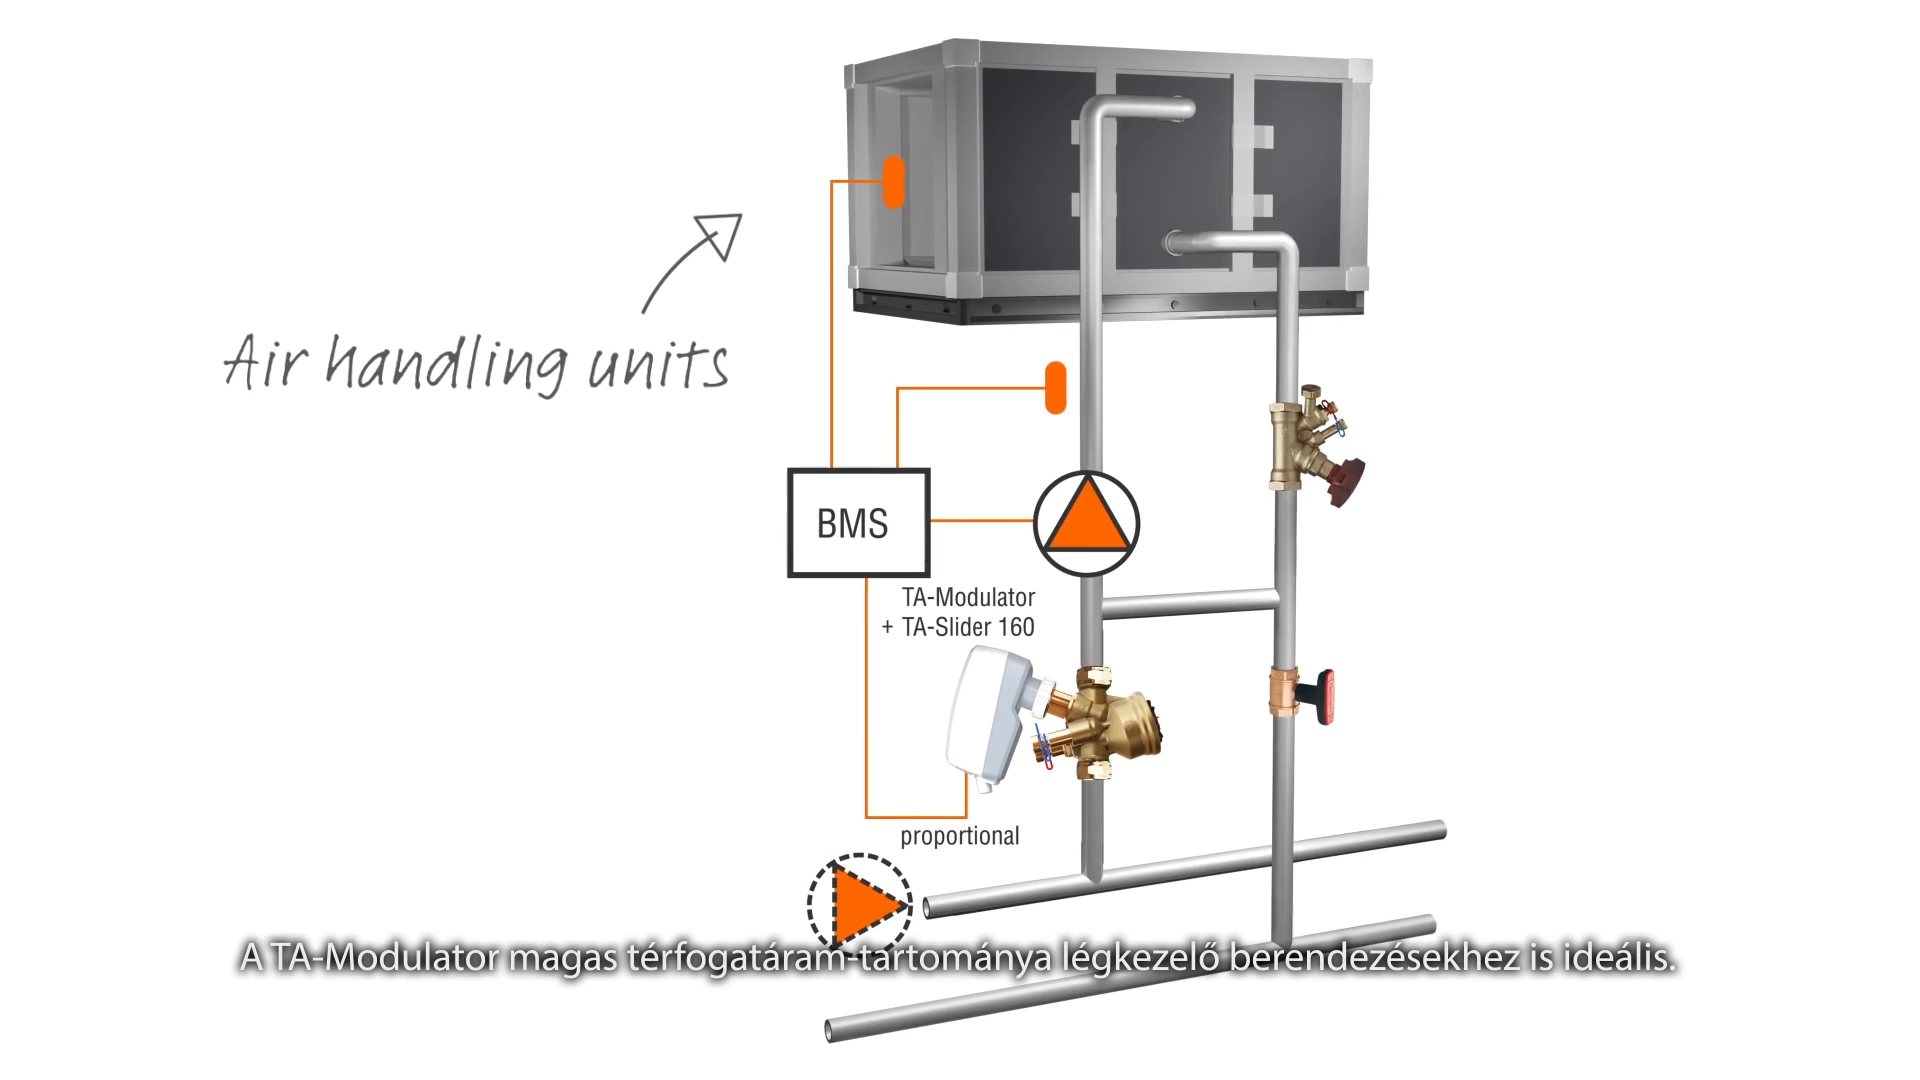 Air handling units
BMS
TA-Modulator
+ TA-Slider 160
proportional
A TA-Modulator magas térfogatáram-tartománya légkezelő berendezésekhez is ideális.